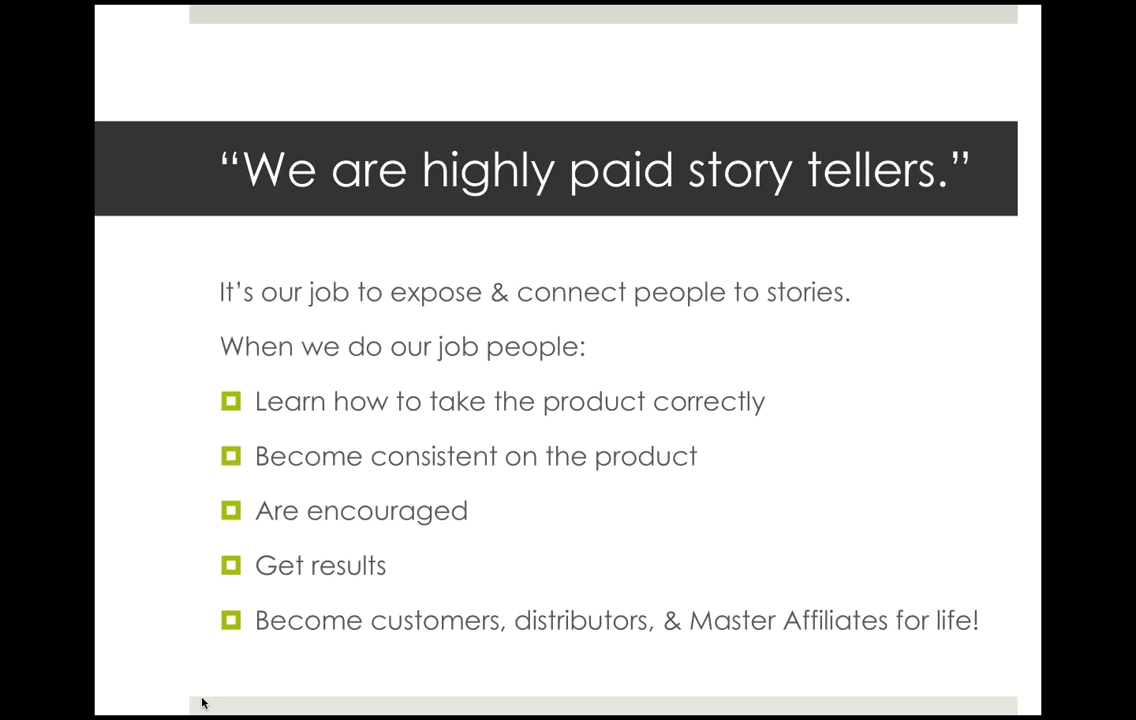 “We are highly paid story tellers.”
It’s our job to expose & connect people to stories.
When we do our job people:
Learn how to take the product correctly
Become consistent on the product
Are encouraged
Get results
Become customers, distributors, & Master Affiliates for life!